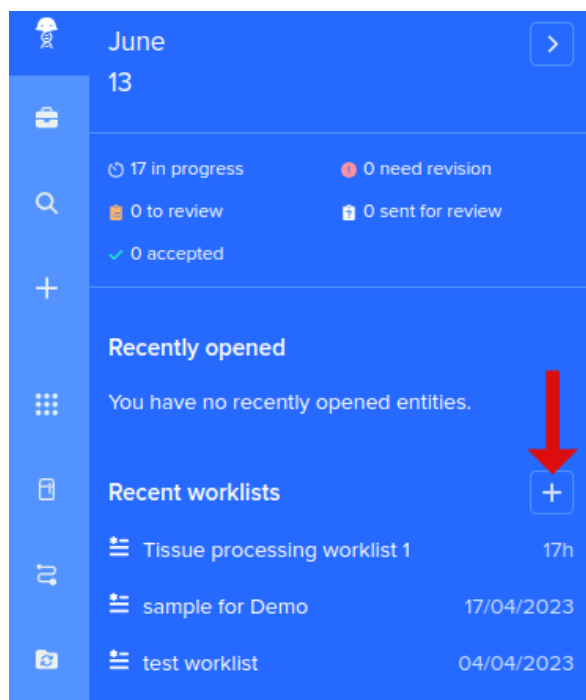 June
13
17 in progress
0 need revision
0 to review
0 sent for review
0 accepted
Recently opened
You have no recently opened entities.
Recent worklists
Tissue processing worklist 1 17h
sample for Demo 17/04/2023
test worklist 04/04/2023